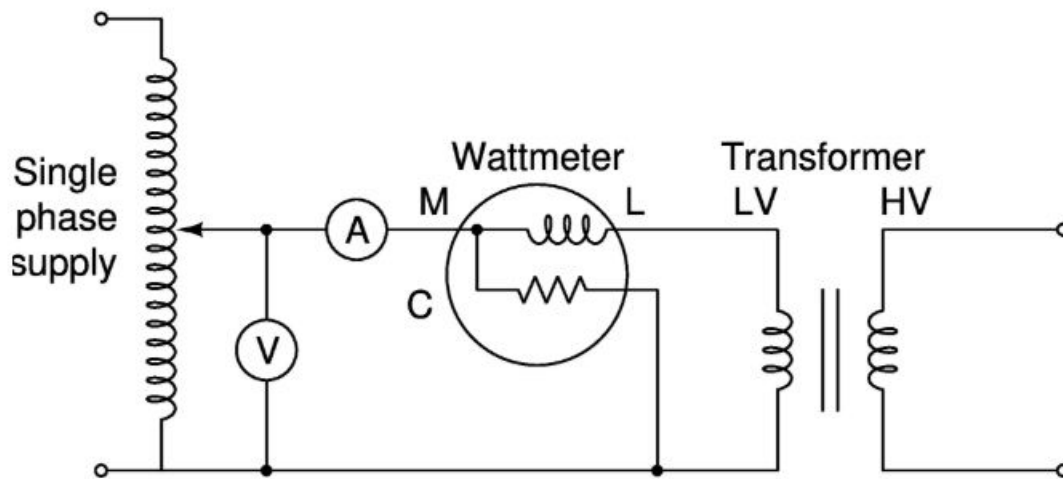 Single
phase
supply
V
A
Wattmeter
M
L
C
Transformer
LV
HV